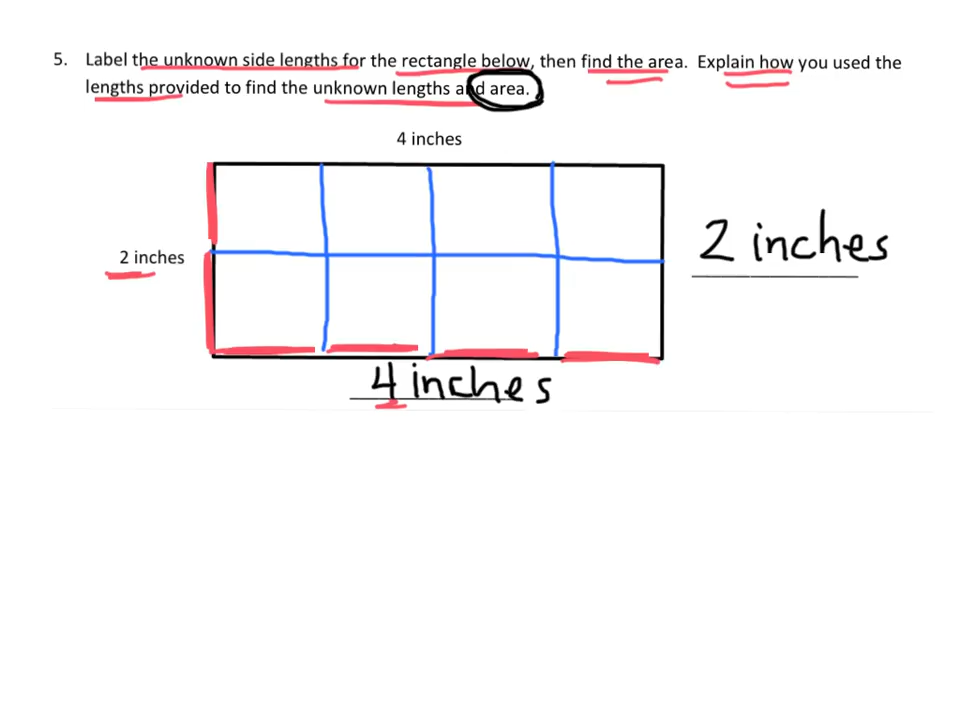 5. Label the unknown side lengths for the rectangle below, then find the area. Explain how you used the
lengths provided to find the unknown lengths and area.
4 inches
2 inches
2 inches
4 inches